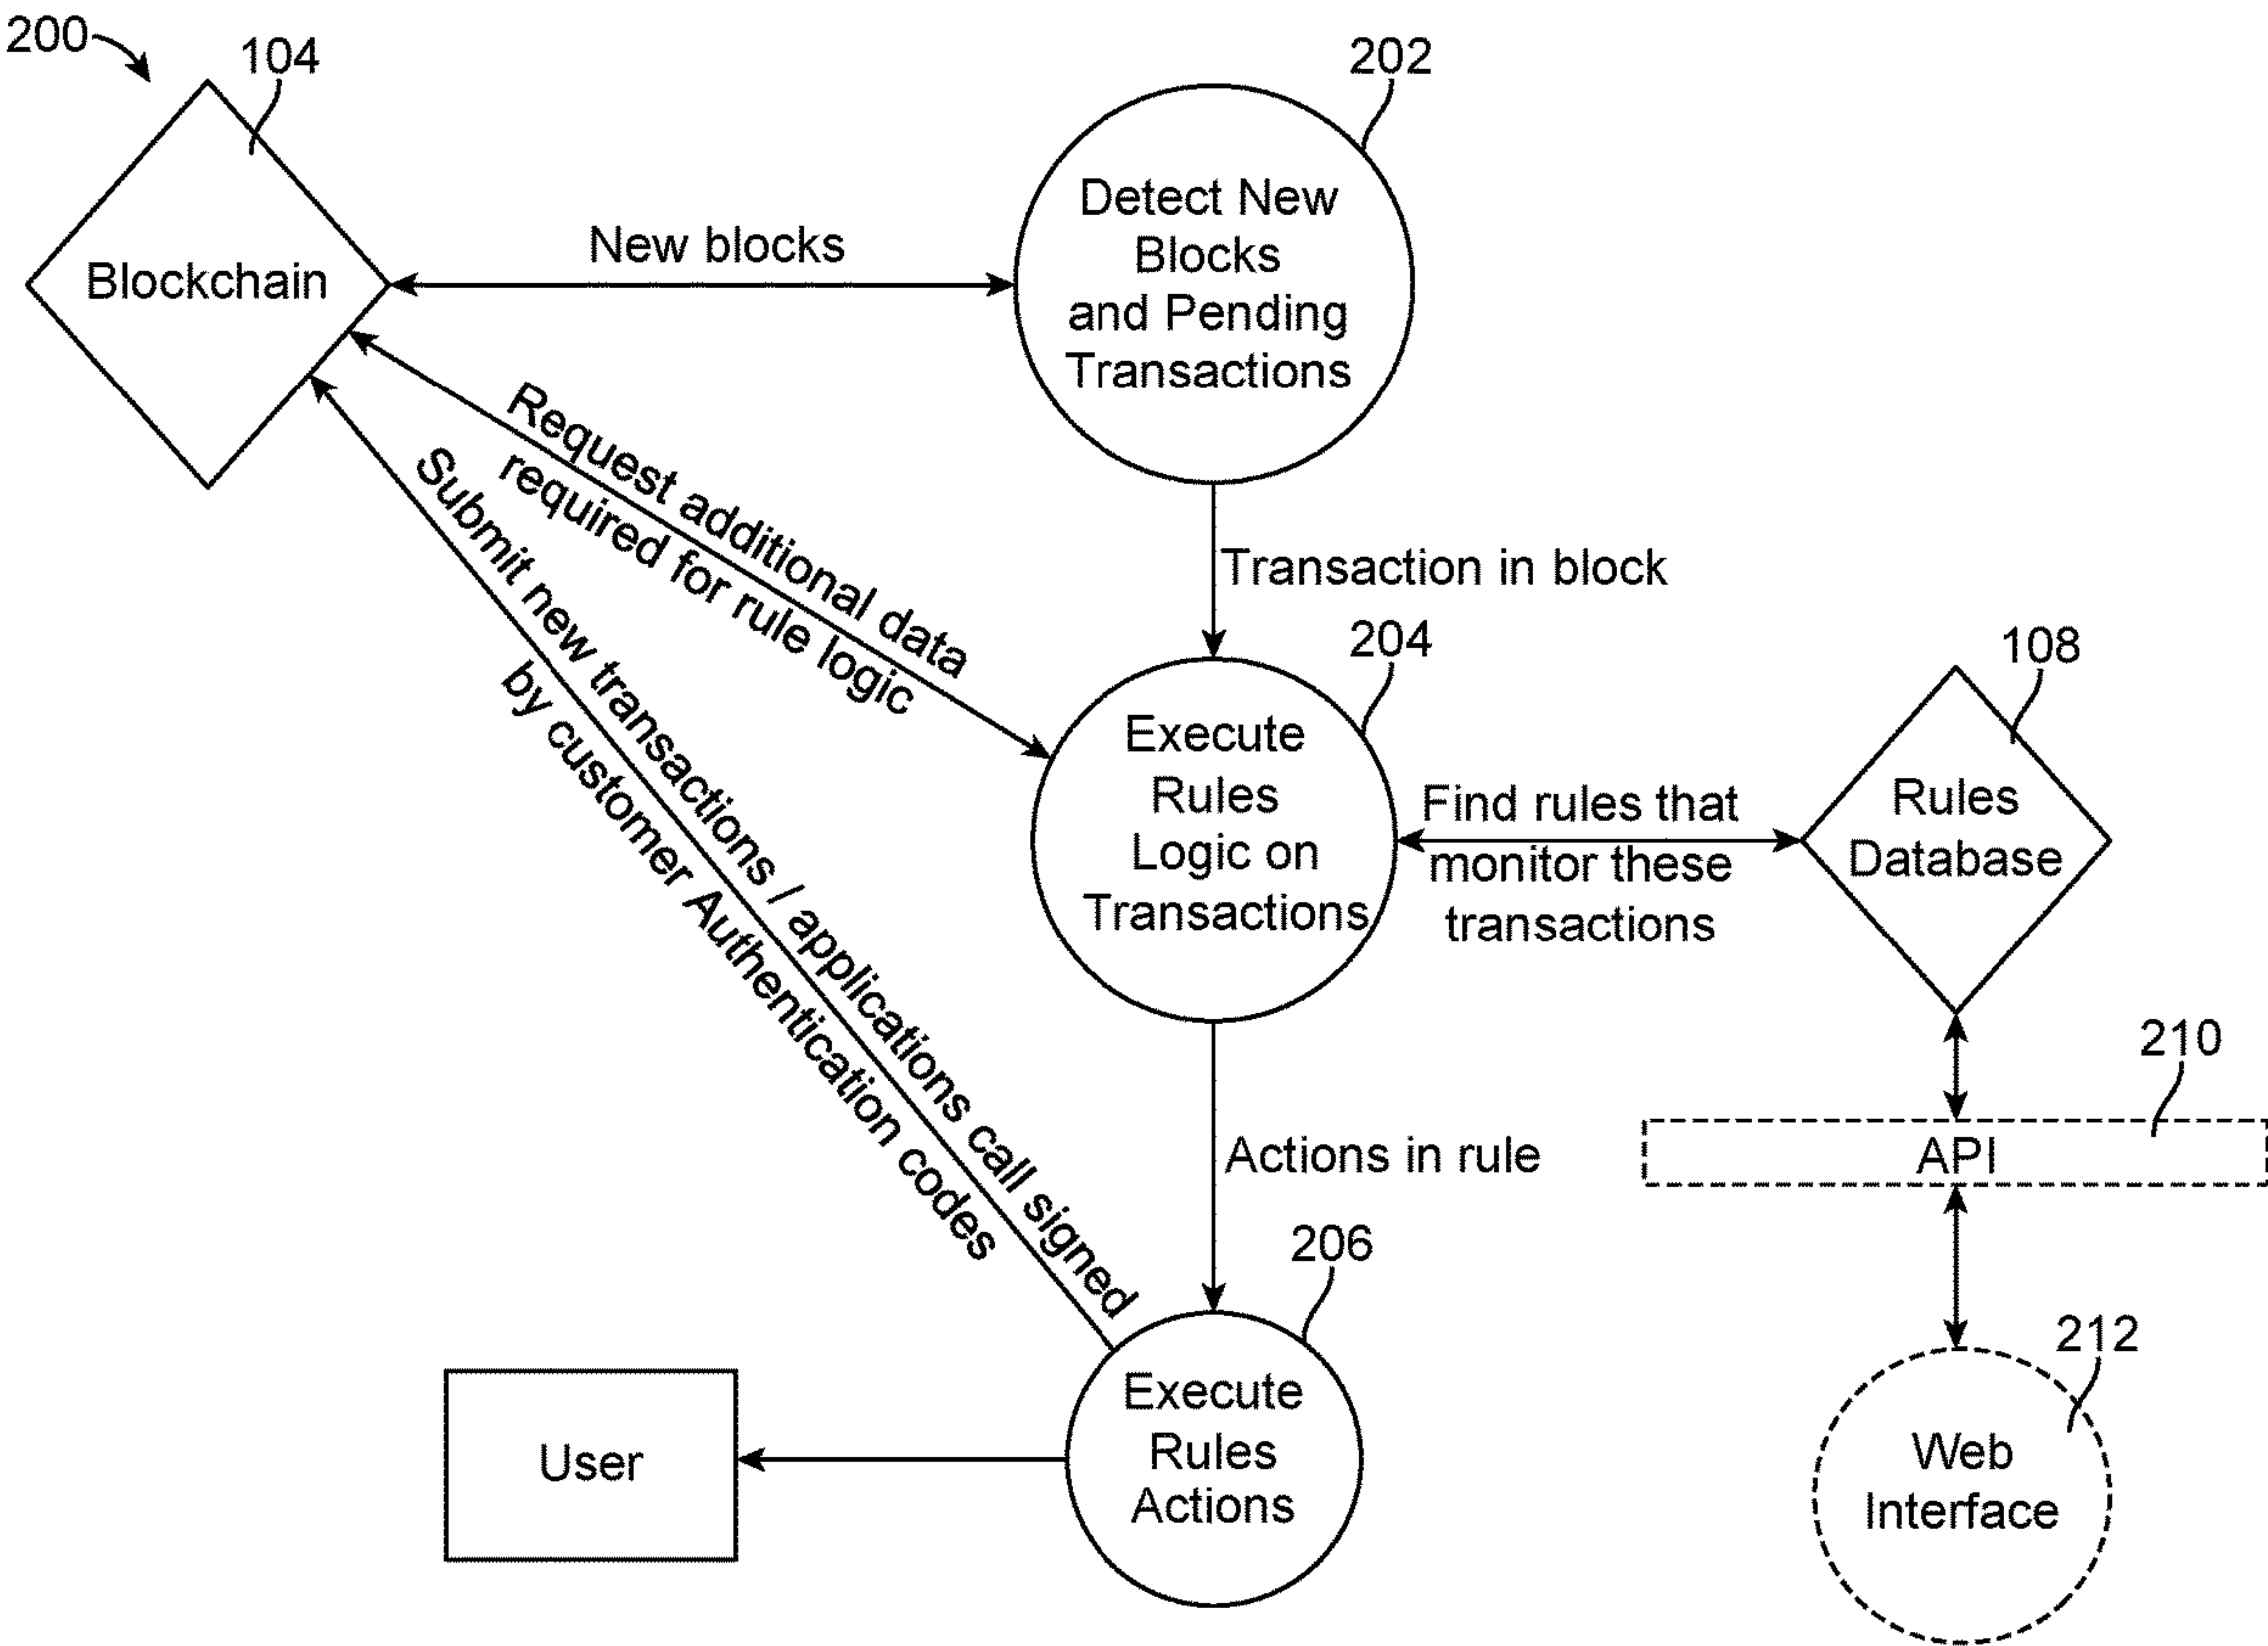 200
104
202
Blockchain
New blocks
Detect New
Blocks
and Pending
Transactions
Request additional data
required for rule logic
Submit new transactions / applications call signed
by customer Authentication codes
Transaction in block
204
108
Execute
Rules
Logic on
Transactions
Find rules that
monitor these
transactions
Rules
Database
210
API
Actions in rule
206
212
User
Execute
Rules
Actions
Web
Interface